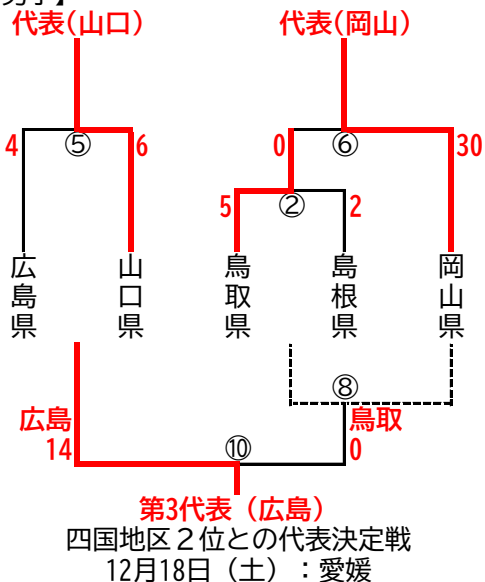 代表(山口) 代表(岡山)
4 ⑤ 6 0 ⑥ 30
5 ② 2
広島県 山口県 鳥取県 島根県 岡山県
⑧
広島 鳥取
14 ⑩ 0
第3代表（広島）
四国地区２位との代表決定戦
12月18日（土）：愛媛